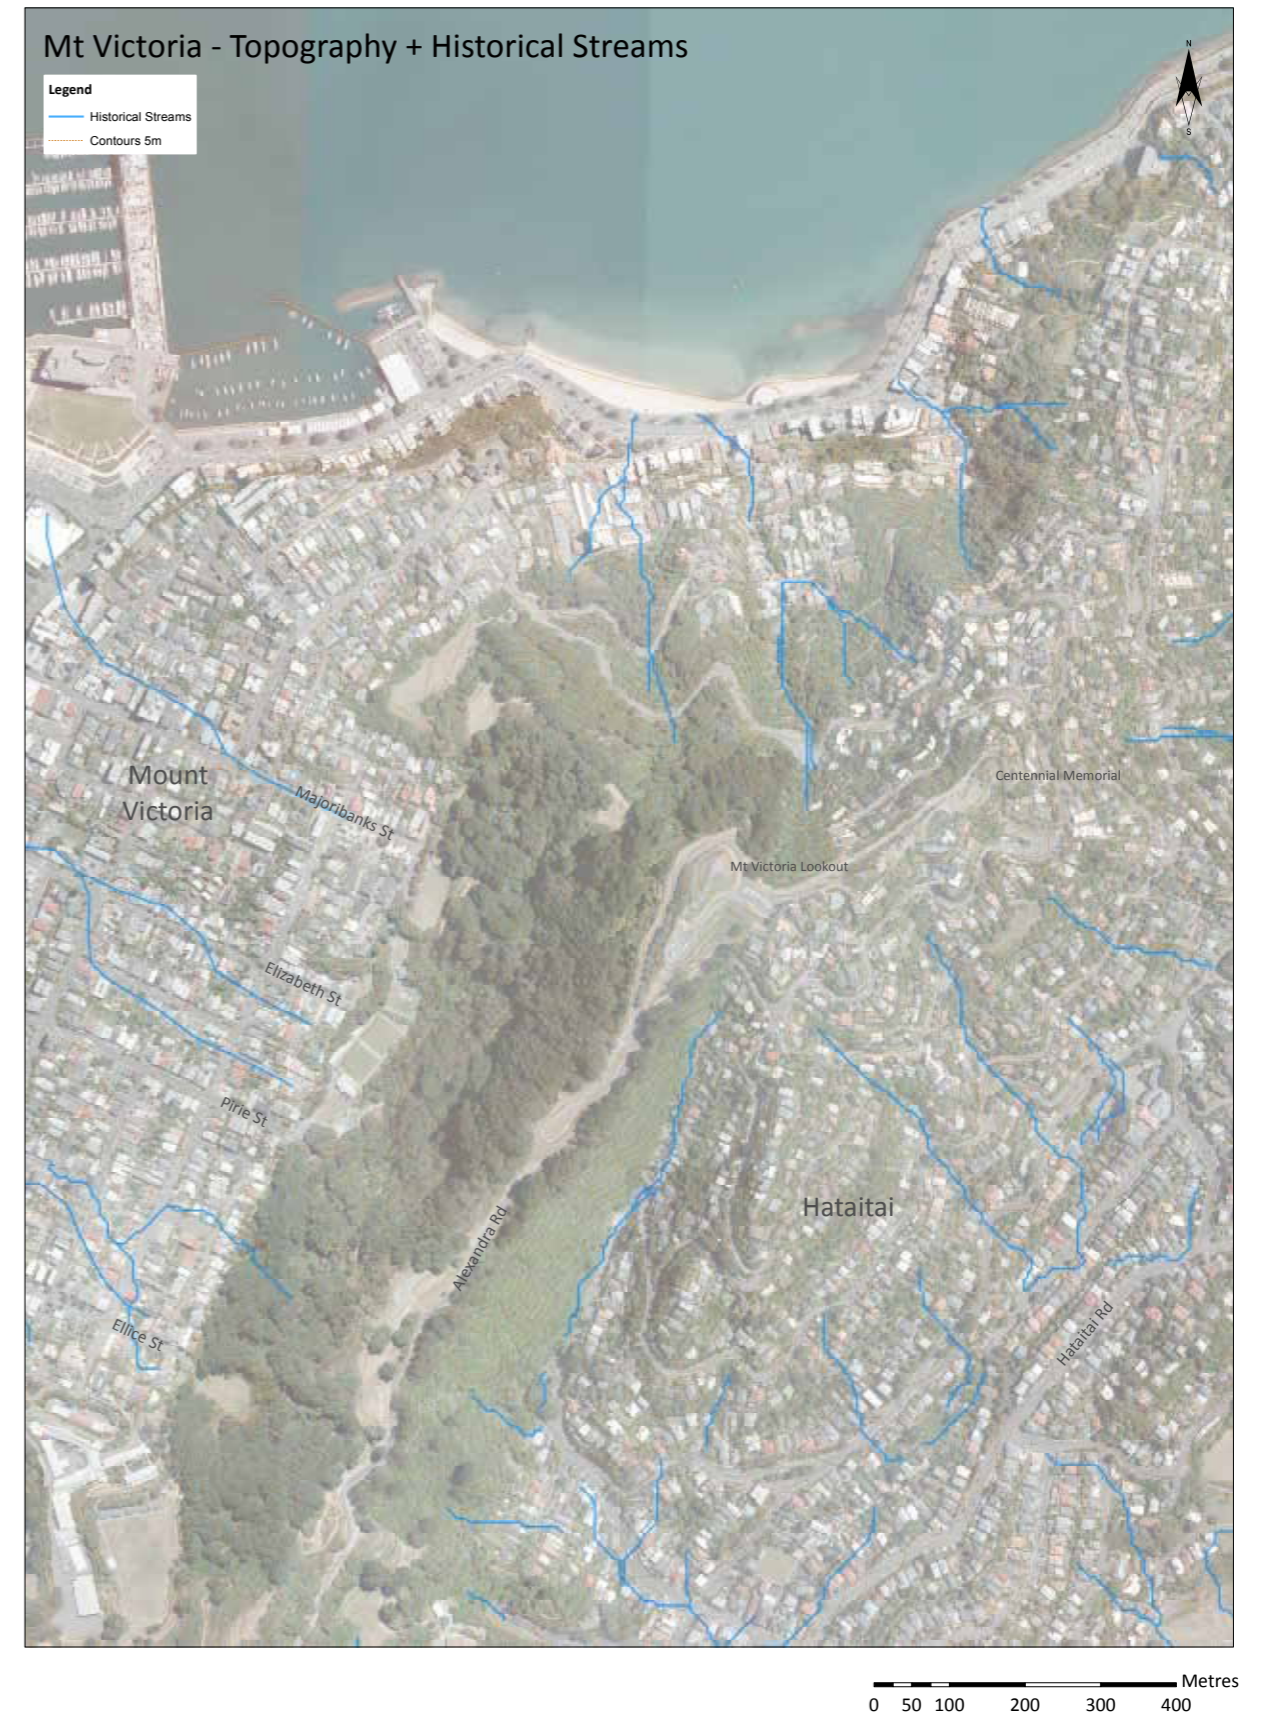 Mt Victoria - Topography + Historical Streams
Legend
Historical Streams
Contours 5m
N
S
Mount
Victoria
Majoribanks St
Centennial Memorial
Mt Victoria Lookout
Elizabeth St
Pirie St
Alexandra Rd
Hataitai
Ellice St
Hataitai Rd
Metres
0 50 100 200 300 400